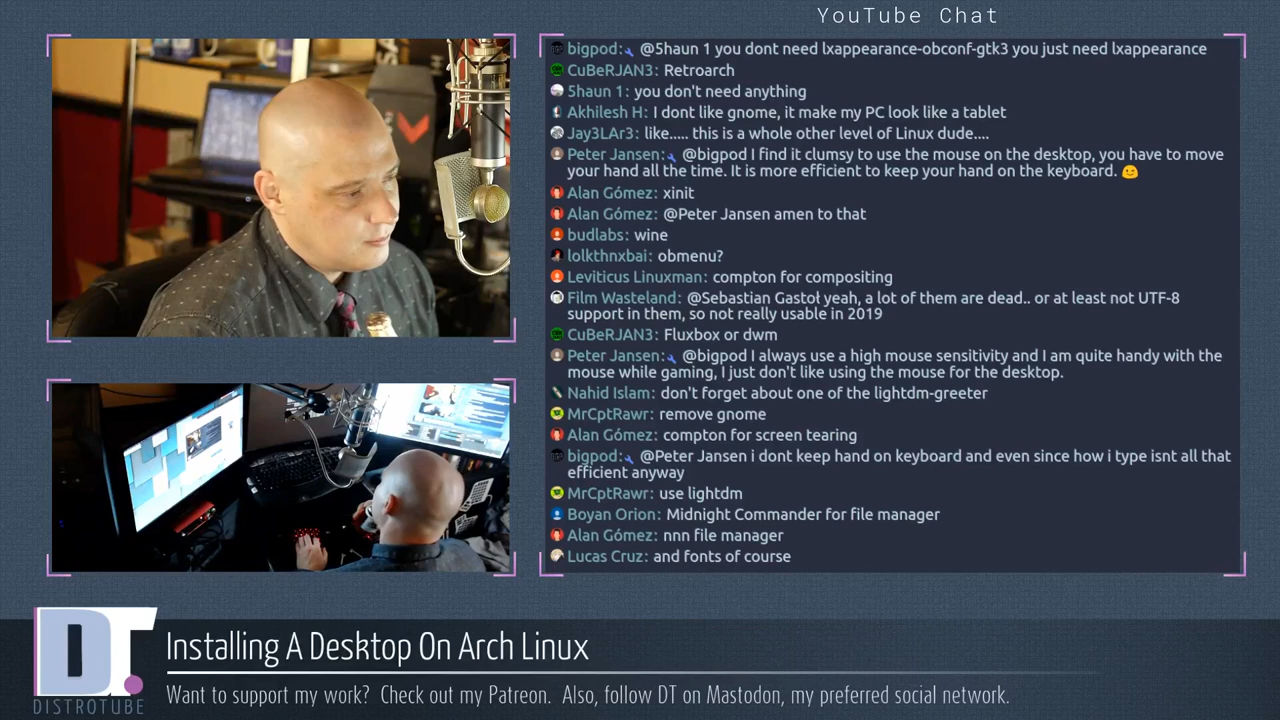 YouTube Chat
bigpod: @5haun 1 you dont need lxappearance-obconf-gtk3 you just need lxappearance
CuBeRJAN3: Retroarch
5haun 1: you don't need anything
Akhilesh H: I dont like gnome, it make my PC look like a tablet
Jay3LAr3: like..... this is a whole other level of Linux dude....
Peter Jansen: @bigpod I find it clumsy to use the mouse on the desktop, you have to move
your hand all the time. It is more efficient to keep your hand on the keyboard. 😊
Alan Gómez: xinit
Alan Gómez: @Peter Jansen amen to that
budlabs: wine
lolkthnxbai: obmenu?
Leviticus Linuxman: compton for compositing
Film Wasteland: @Sebastian Gastoł yeah, a lot of them are dead.. or at least not UTF-8
support in them, so not really usable in 2019
CuBeRJAN3: Fluxbox or dwm
Peter Jansen: @bigpod I always use a high mouse sensitivity and I am quite handy with the
mouse while gaming, I just don't like using the mouse for the desktop.
Nahid Islam: don't forget about one of the lightdm-greeter
MrCptRawr: remove gnome
Alan Gómez: compton for screen tearing
bigpod: @Peter Jansen i dont keep hand on keyboard and even since how i type isnt all that
efficient anyway
MrCptRawr: use lightdm
Boyan Orion: Midnight Commander for file manager
Alan Gómez: nnn file manager
Lucas Cruz: and fonts of course
DT
DISTROTUBE
Installing A Desktop On Arch Linux
Want to support my work? Check out my Patreon. Also, follow DT on Mastodon, my preferred social network.